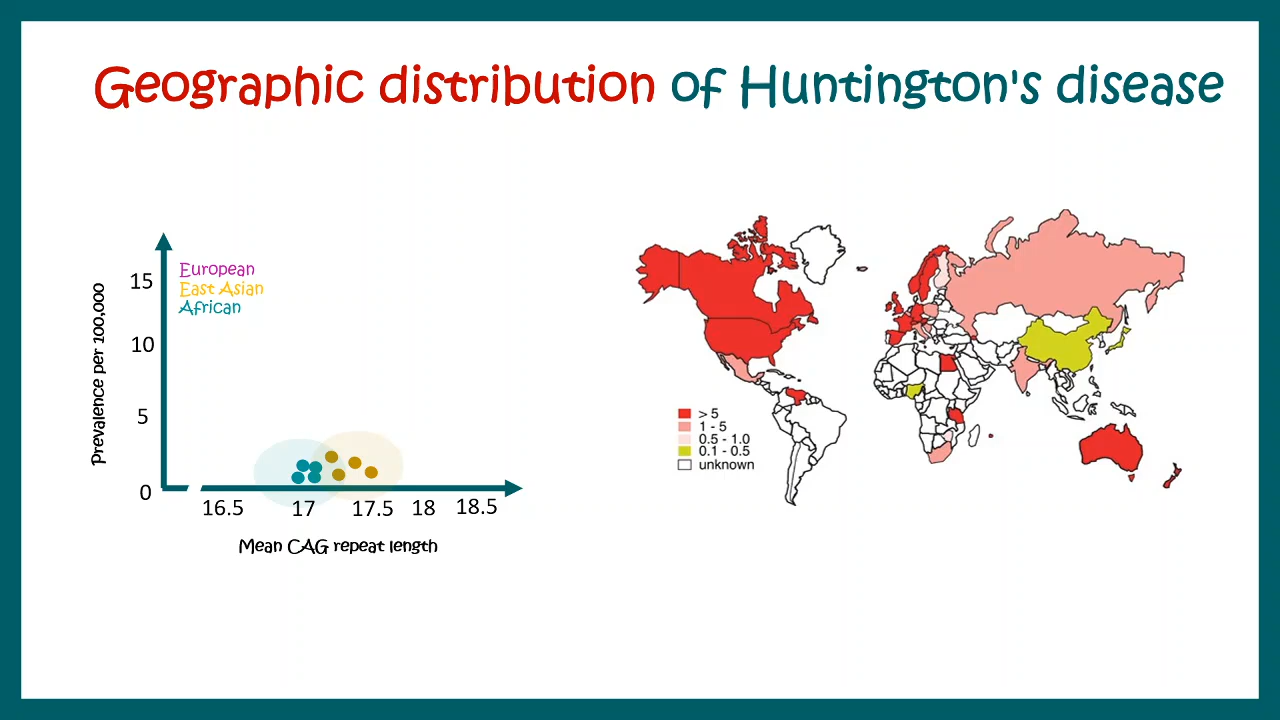 Geographic distribution of Huntington's disease
Prevalence per 100,000
15
10
5
0
European
East Asian
African
16.5 17 17.5 18 18.5
Mean CAG repeat length
> 5
1 - 5
0.5 - 1.0
0.1 - 0.5
unknown